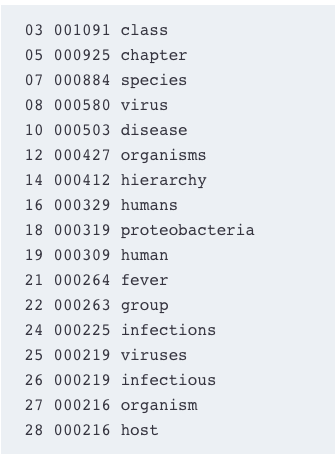 03 001091 class
05 000925 chapter
07 000884 species
08 000580 virus
10 000503 disease
12 000427 organisms
14 000412 hierarchy
16 000329 humans
18 000319 proteobacteria
19 000309 human
21 000264 fever
22 000263 group
24 000225 infections
25 000219 viruses
26 000219 infectious
27 000216 organism
28 000216 host